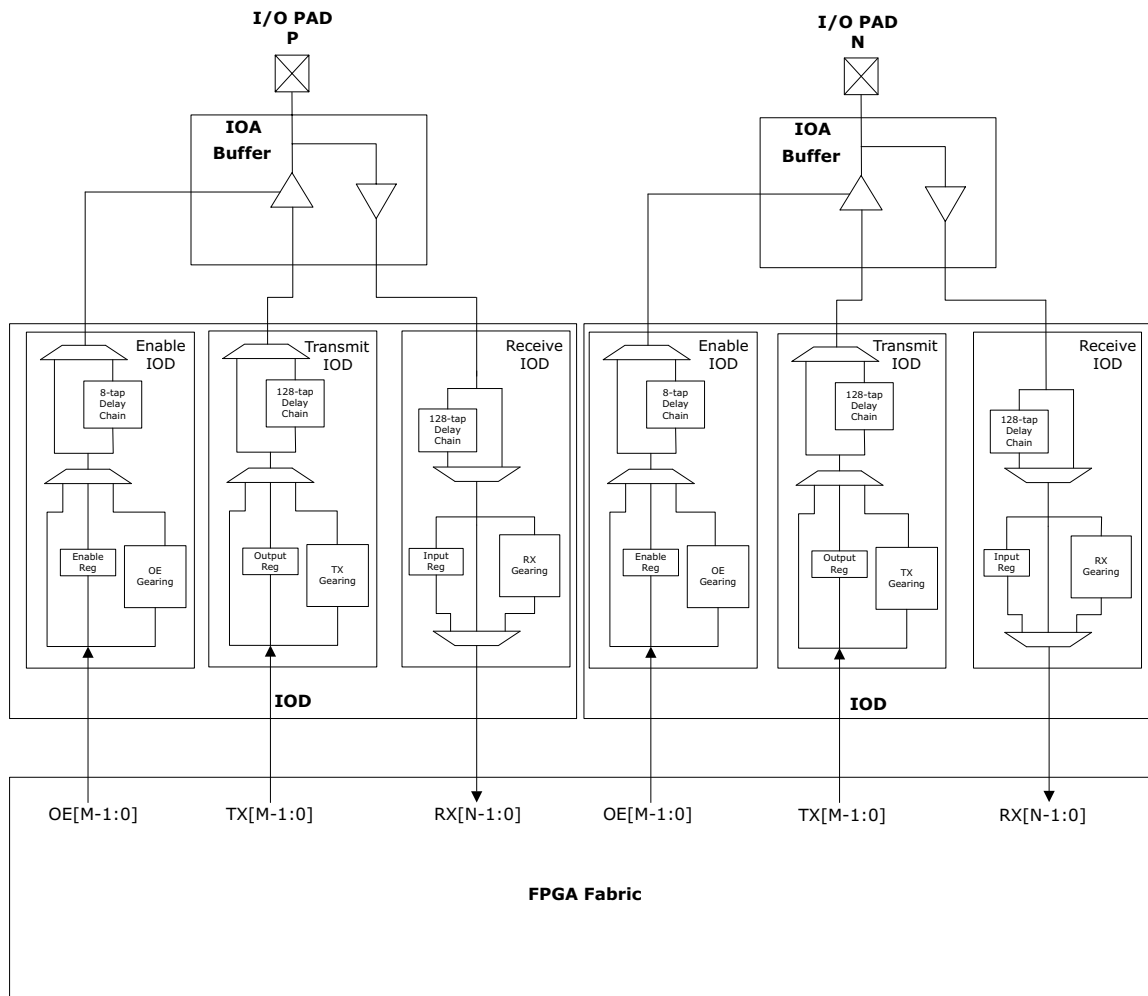 I/O PAD
P
I/O PAD
N
IOA
Buffer
IOA
Buffer
Enable
IOD
8-tap
Delay
Chain
Enable
Reg
OE
Gearing
Transmit
IOD
128-tap
Delay
Chain
Output
Reg
TX
Gearing
Receive
IOD
128-tap
Delay
Chain
Input
Reg
RX
Gearing
IOD
Enable
IOD
8-tap
Delay
Chain
Enable
Reg
OE
Gearing
Transmit
IOD
128-tap
Delay
Chain
Output
Reg
TX
Gearing
Receive
IOD
128-tap
Delay
Chain
Input
Reg
RX
Gearing
IOD
OE[M-1:0]
TX[M-1:0]
RX[N-1:0]
OE[M-1:0]
TX[M-1:0]
RX[N-1:0]
FPGA Fabric